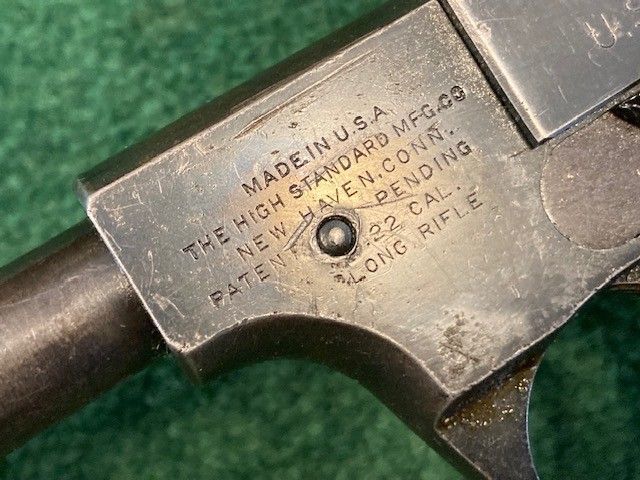 MADE IN U.S.A.
THE HIGH STANDARD MFG.CO
NEW HAVEN.CONN.
PATENT PENDING
.22 CAL.
LONG RIFLE
U.S